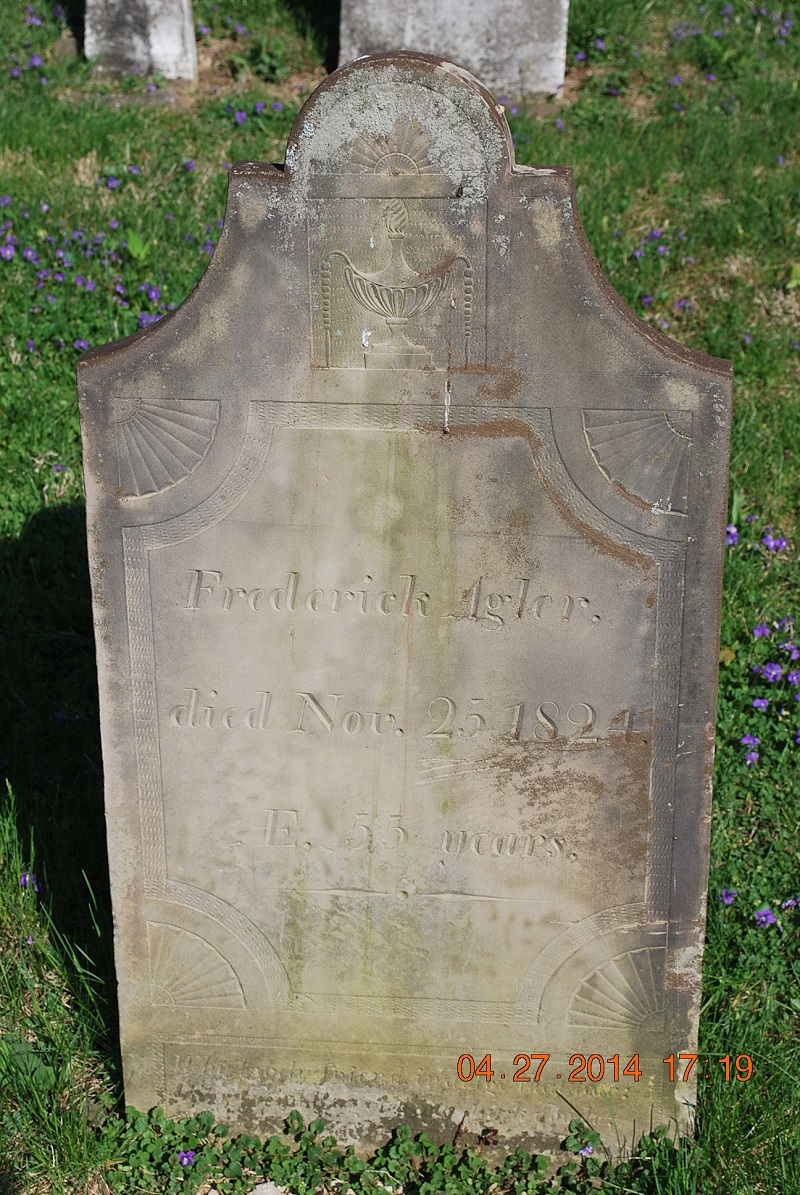 Frederick Agler.
died Nov. 25 1824.
Æ. 55 years.
04 27 2014 17 19